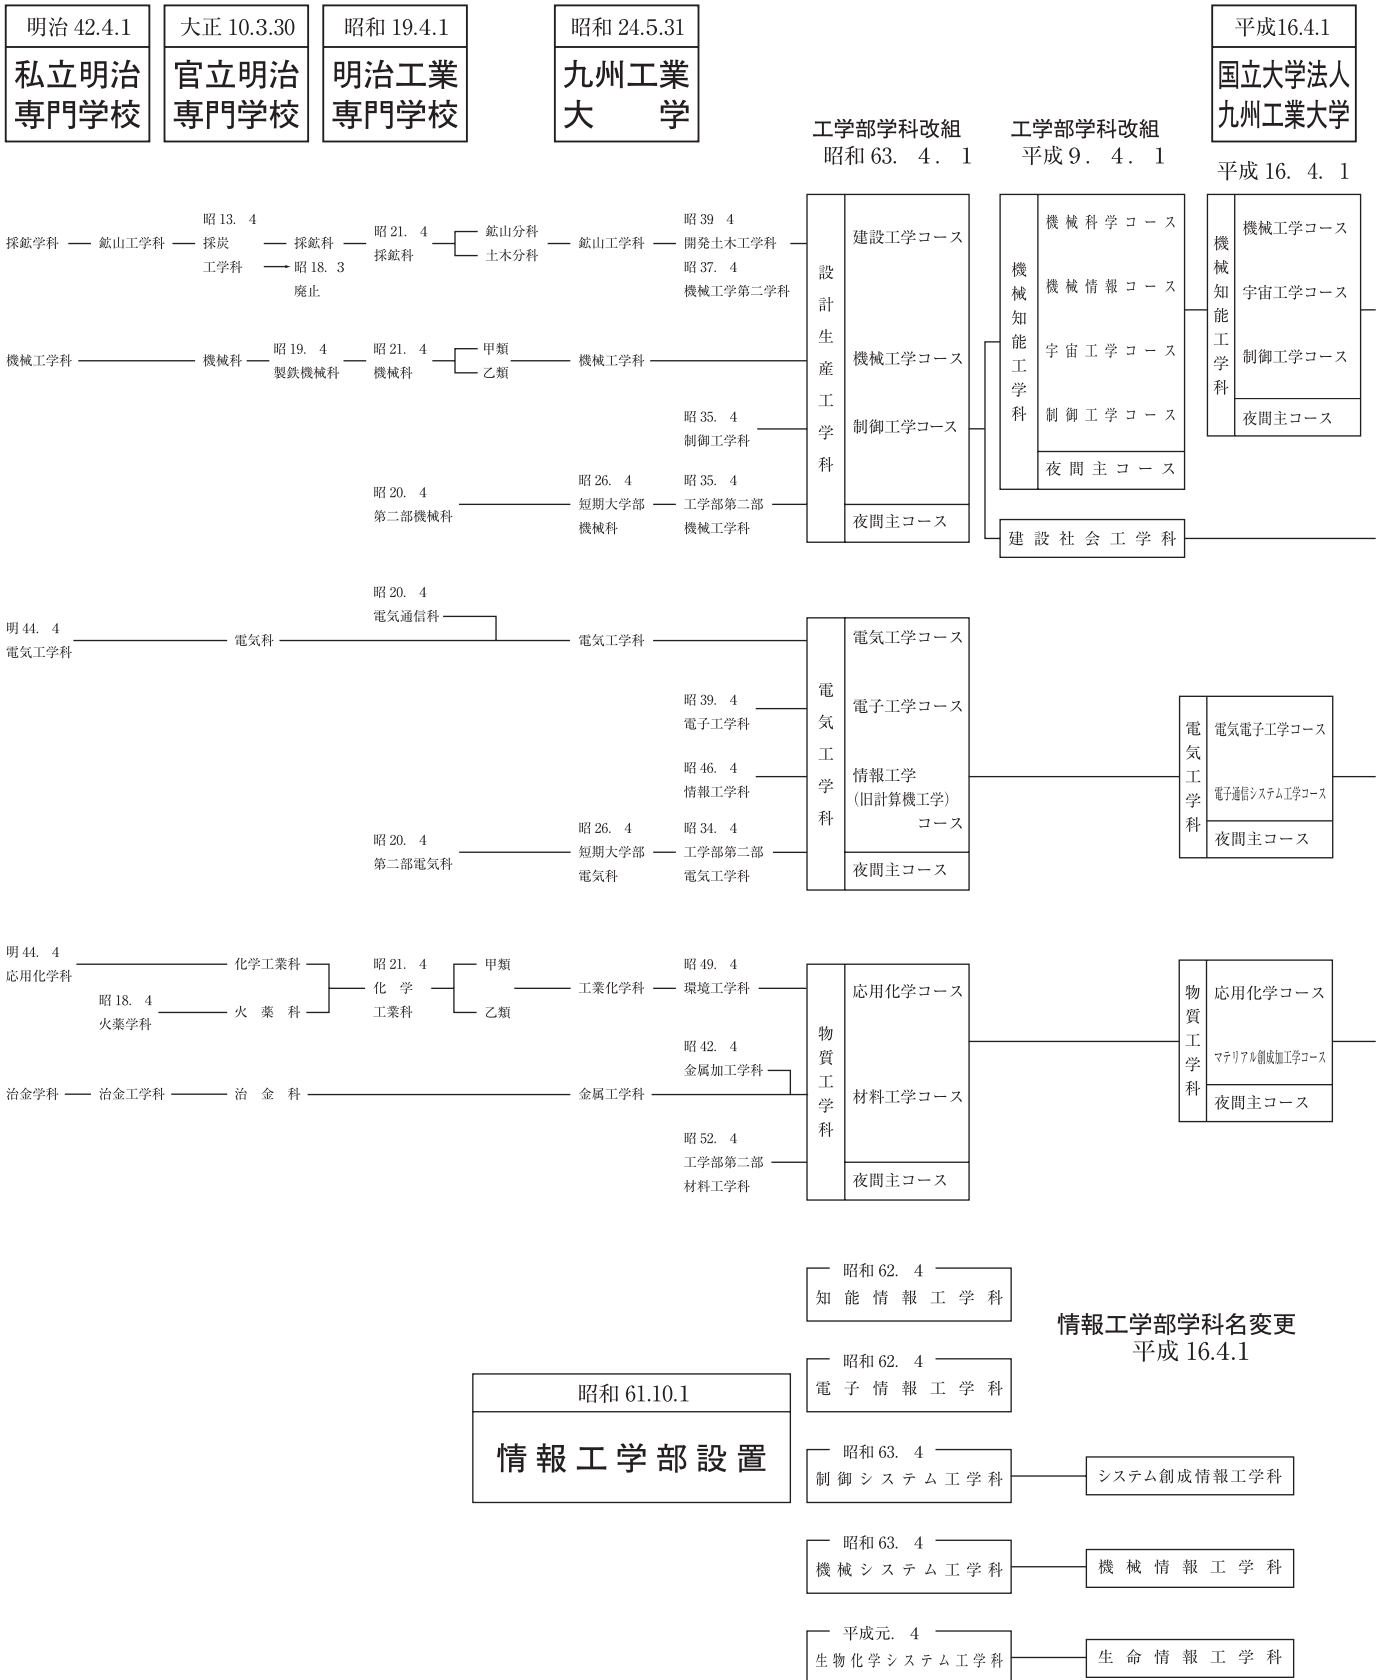 明治 42.4.1
私立明治
専門学校
大正 10.3.30
官立明治
専門学校
昭和 19.4.1
明治工業
専門学校
昭和 24.5.31
九州工業
大　　学
平成16.4.1
国立大学法人
九州工業大学
工学部学科改組
昭和 63. 4. 1
工学部学科改組
平成 9. 4. 1
平成 16. 4. 1
採鉱学科
鉱山工学科
昭 13. 4
採炭
工学科
採鉱科
昭 18. 3
廃止
昭 21. 4
採鉱科
鉱山分科
土木分科
鉱山工学科
昭 39 4
開発土木工学科
昭 37. 4
機械工学第二学科
機械工学科
機械科
昭 19. 4
製鉄機械科
昭 21. 4
機械科
甲類
乙類
機械工学科
昭 35. 4
制御工学科
昭 20. 4
第二部機械科
昭 26. 4
短期大学部
機械科
昭 35. 4
工学部第二部
機械工学科
設計生産工学科
建設工学コース
機械工学コース
制御工学コース
夜間主コース
機械知能工学科
機械科学コース
機械情報コース
宇宙工学コース
制御工学コース
夜間主コース
建設社会工学科
機械知能工学科
機械工学コース
宇宙工学コース
制御工学コース
夜間主コース
明 44. 4
電気工学科
電気科
昭 20. 4
電気通信科
電気工学科
昭 39. 4
電子工学科
昭 46. 4
情報工学科
昭 20. 4
第二部電気科
昭 26. 4
短期大学部
電気科
昭 34. 4
工学部第二部
電気工学科
電気工学科
電気工学コース
電子工学コース
情報工学
(旧計算機工学)
コース
夜間主コース
電気工学科
電気電子工学コース
電子通信システム工学コース
夜間主コース
明 44. 4
応用化学科
昭 18. 4
火薬学科
化学工業科
火　薬　科
昭 21. 4
化　学
工業科
甲類
乙類
工業化学科
昭 49. 4
環境工学科
昭 42. 4
金属加工学科
冶金学科
冶金工学科
冶　金　科
金属工学科
昭 52. 4
工学部第二部
材料工学科
物質工学科
応用化学コース
材料工学コース
夜間主コース
物質工学科
応用化学コース
マテリアル創成加工学コース
夜間主コース
昭和 61.10.1
情報工学部設置
昭和 62. 4
知能情報工学科
昭和 62. 4
電子情報工学科
昭和 63. 4
制御システム工学科
昭和 63. 4
機械システム工学科
平成元. 4
生物化学システム工学科
情報工学部学科名変更
平成 16.4.1
システム創成情報工学科
機械情報工学科
生命情報工学科